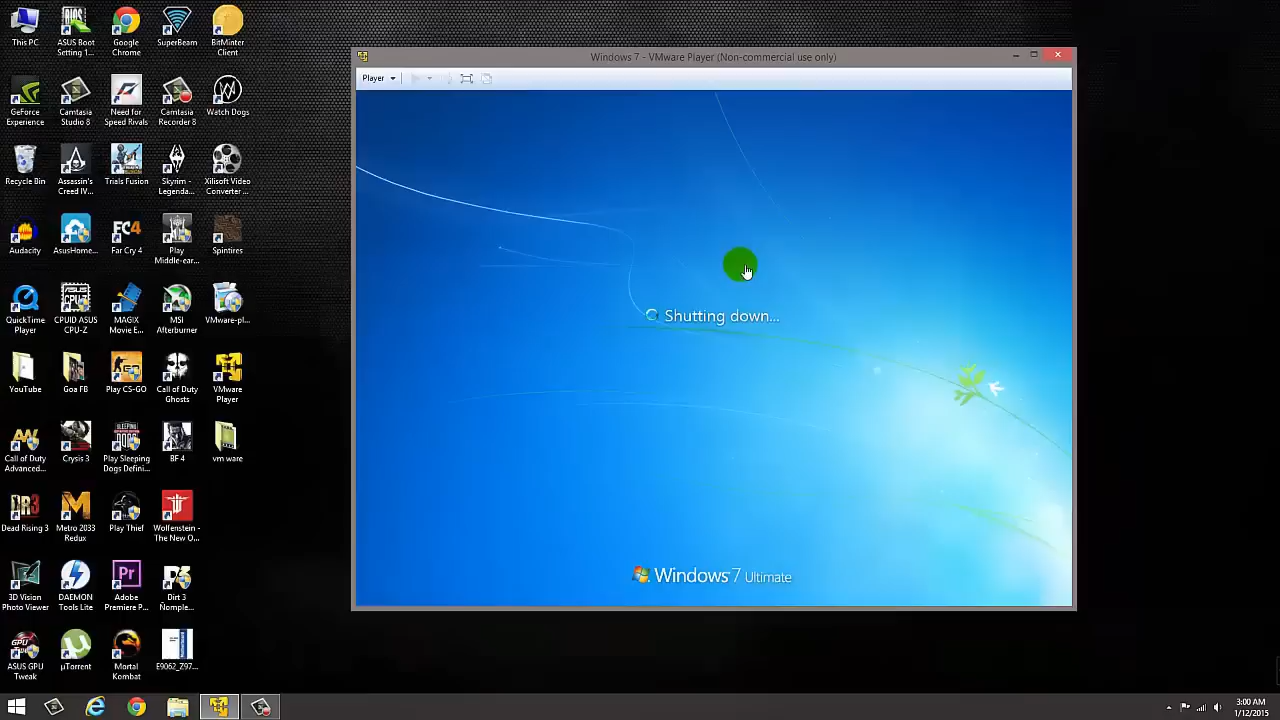 This PC
ASUS Boot
Setting 1...
Google
Chrome
SuperBeam
BitMinter
Client
GeForce
Experience
Camtasia
Studio 8
Need for
Speed Rivals
Camtasia
Recorder 8
Watch Dogs
Recycle Bin
Assassin's
Creed IV...
Trials Fusion
Skyrim -
Legenda...
Xilisoft Video
Converter ...
Audacity
AsusHome...
FC4
Far Cry 4
Play
Middle-ear...
Spintires
QuickTime
Player
CPUID ASUS
CPU-Z
MAGIX
Movie E...
MSI
Afterburner
VMware-pl...
YouTube
Goa FB
Play CS-GO
Call of Duty
Ghosts
VMware
Player
Call of Duty
Advanced...
Crysis 3
Play Sleeping
Dogs Defini...
BF 4
vm ware
DR3
Dead Rising 3
Metro 2033
Redux
Play Thief
Wolfenstein -
The New O...
3D Vision
Photo Viewer
DAEMON
Tools Lite
Pr
Adobe
Premiere P...
Dirt 3
Ñomple...
ASUS GPU
Tweak
µTorrent
Mortal
Kombat
E9062_Z97...
Windows 7 - VMware Player (Non-commercial use only)
Player
Shutting down...
Windows 7 Ultimate
3:00 AM
1/12/2015